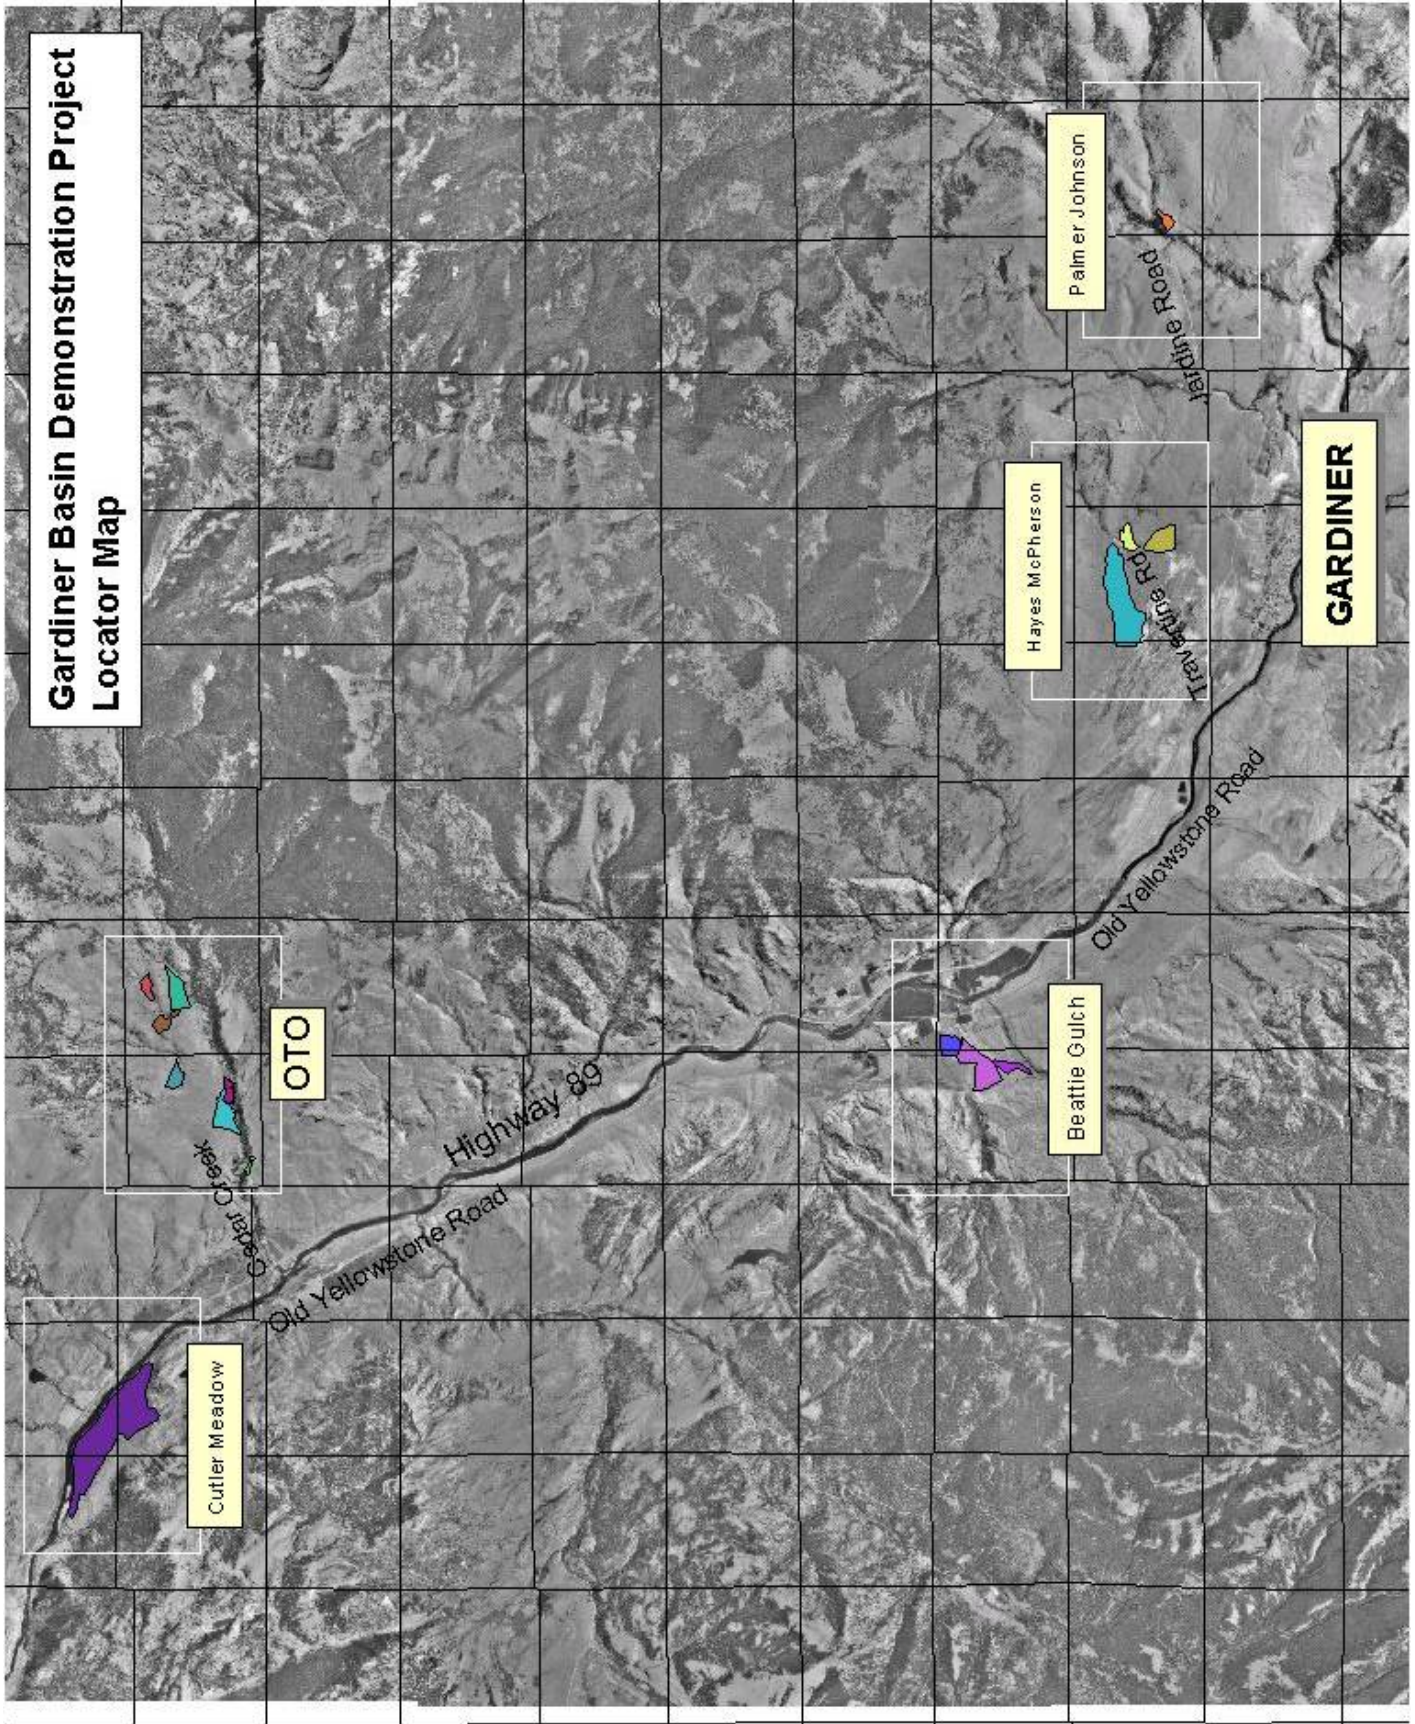 Gardiner Basin Demonstration Project
Locator Map
Cutler Meadow
OTO
Cedar Creek
Old Yellowstone Road
Highway 89
Beattie Gulch
Old Yellowstone Road
Hayes McPherson
Travertine Rd
Palmer Johnson
Jardine Road
GARDINER